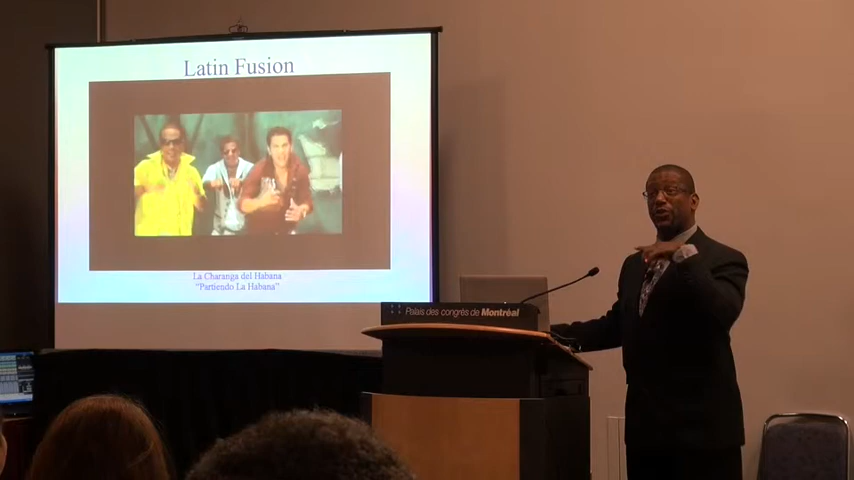 Latin Fusion
La Charanga del Habana
“Partiendo La Habana”
Palais des congrès de Montréal